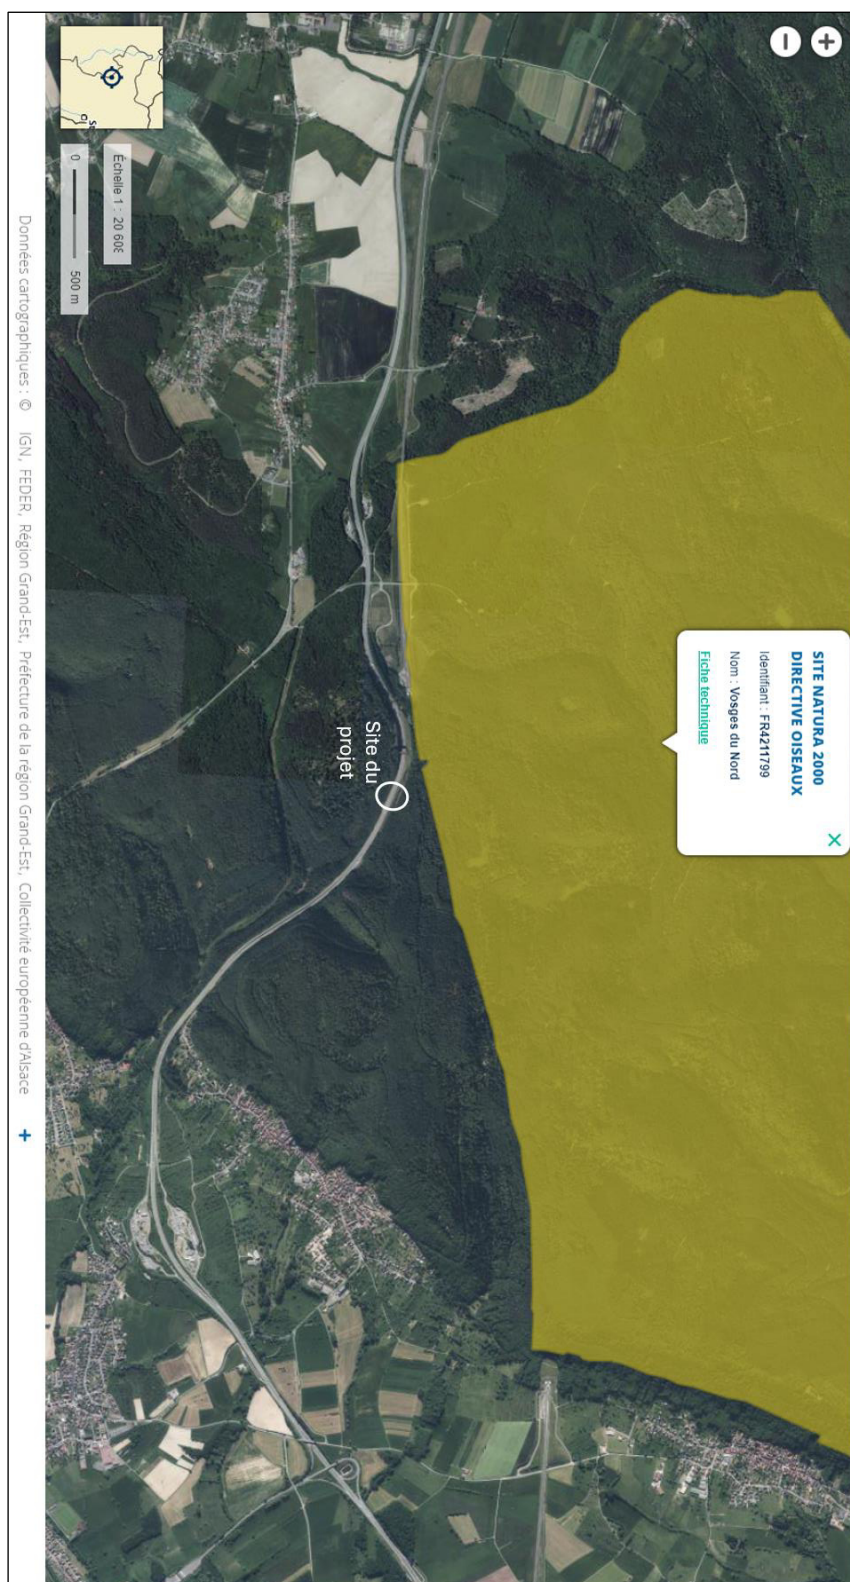 SITE NATURA 2000
DIRECTIVE OISEAUX
Identifiant : FR4211799
Nom : Vosges du Nord
Fiche technique
Site du
projet
Échelle 1 : 20 608
0 500 m
Données cartographiques : © IGN, FEDER, Région Grand-Est, Préfecture de la région Grand-Est, Collectivité européenne d'Alsace